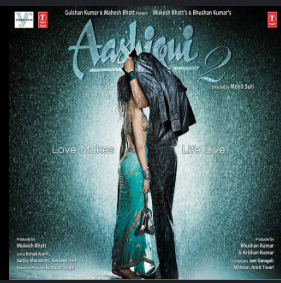 Gulshan Kumar & Mahesh Bhatt Present Mukesh Bhatt's & Bhushan Kumar's
Aashiqui 2
Directed by Mohit Suri
Love Makes Life Live...
Produced by
Mukesh Bhatt
Produced by
Bhushan Kumar
& Krishan Kumar
Composers Jeet Gannguli
Mithoon, Ankit Tiwari